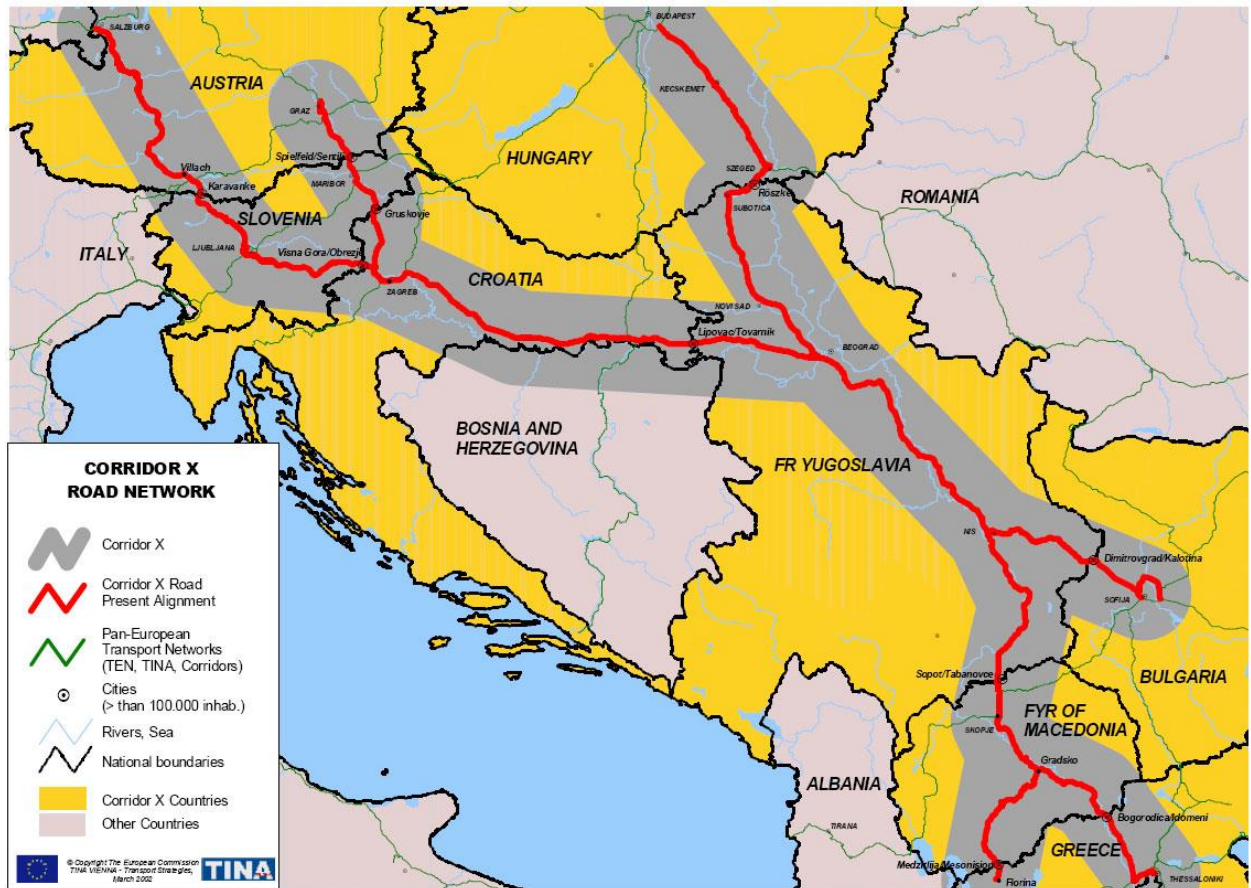 SALZBURG
BUDAPEST
AUSTRIA
KECSKEMET
GRAZ
HUNGARY
Spielfeld/Sentilj
Villach
SZEGED
Röszke
MARIBOR
Karavanke
ROMANIA
SUBOTICA
Gruskovje
SLOVENIA
ITALY
LJUBLJANA
Visna Gora/Obrezje
CROATIA
ZAGREB
NOVI SAD
Lipovac/Tovarnik
BEOGRAD
BOSNIA AND
HERZEGOVINA
FR YUGOSLAVIA
NIS
Dimitrovgrad/Kalotina
SOFIJA
Sopot/Tabanovce
BULGARIA
FYR OF
MACEDONIA
SKOPJE
Gradsko
ALBANIA
Bogorodica/Idomeni
TIRANA
GREECE
Medzitlija/Mesonision
Florina
THESSALONIKI
CORRIDOR X
ROAD NETWORK
Corridor X
Corridor X Road
Present Alignment
Pan-European
Transport Networks
(TEN, TINA, Corridors)
Cities
(> than 100.000 inhab.)
Rivers, Sea
National boundaries
Corridor X Countries
Other Countries
© Copyright The European Commission
TINA VIENNA - Transport Strategies,
March 2002
TINA